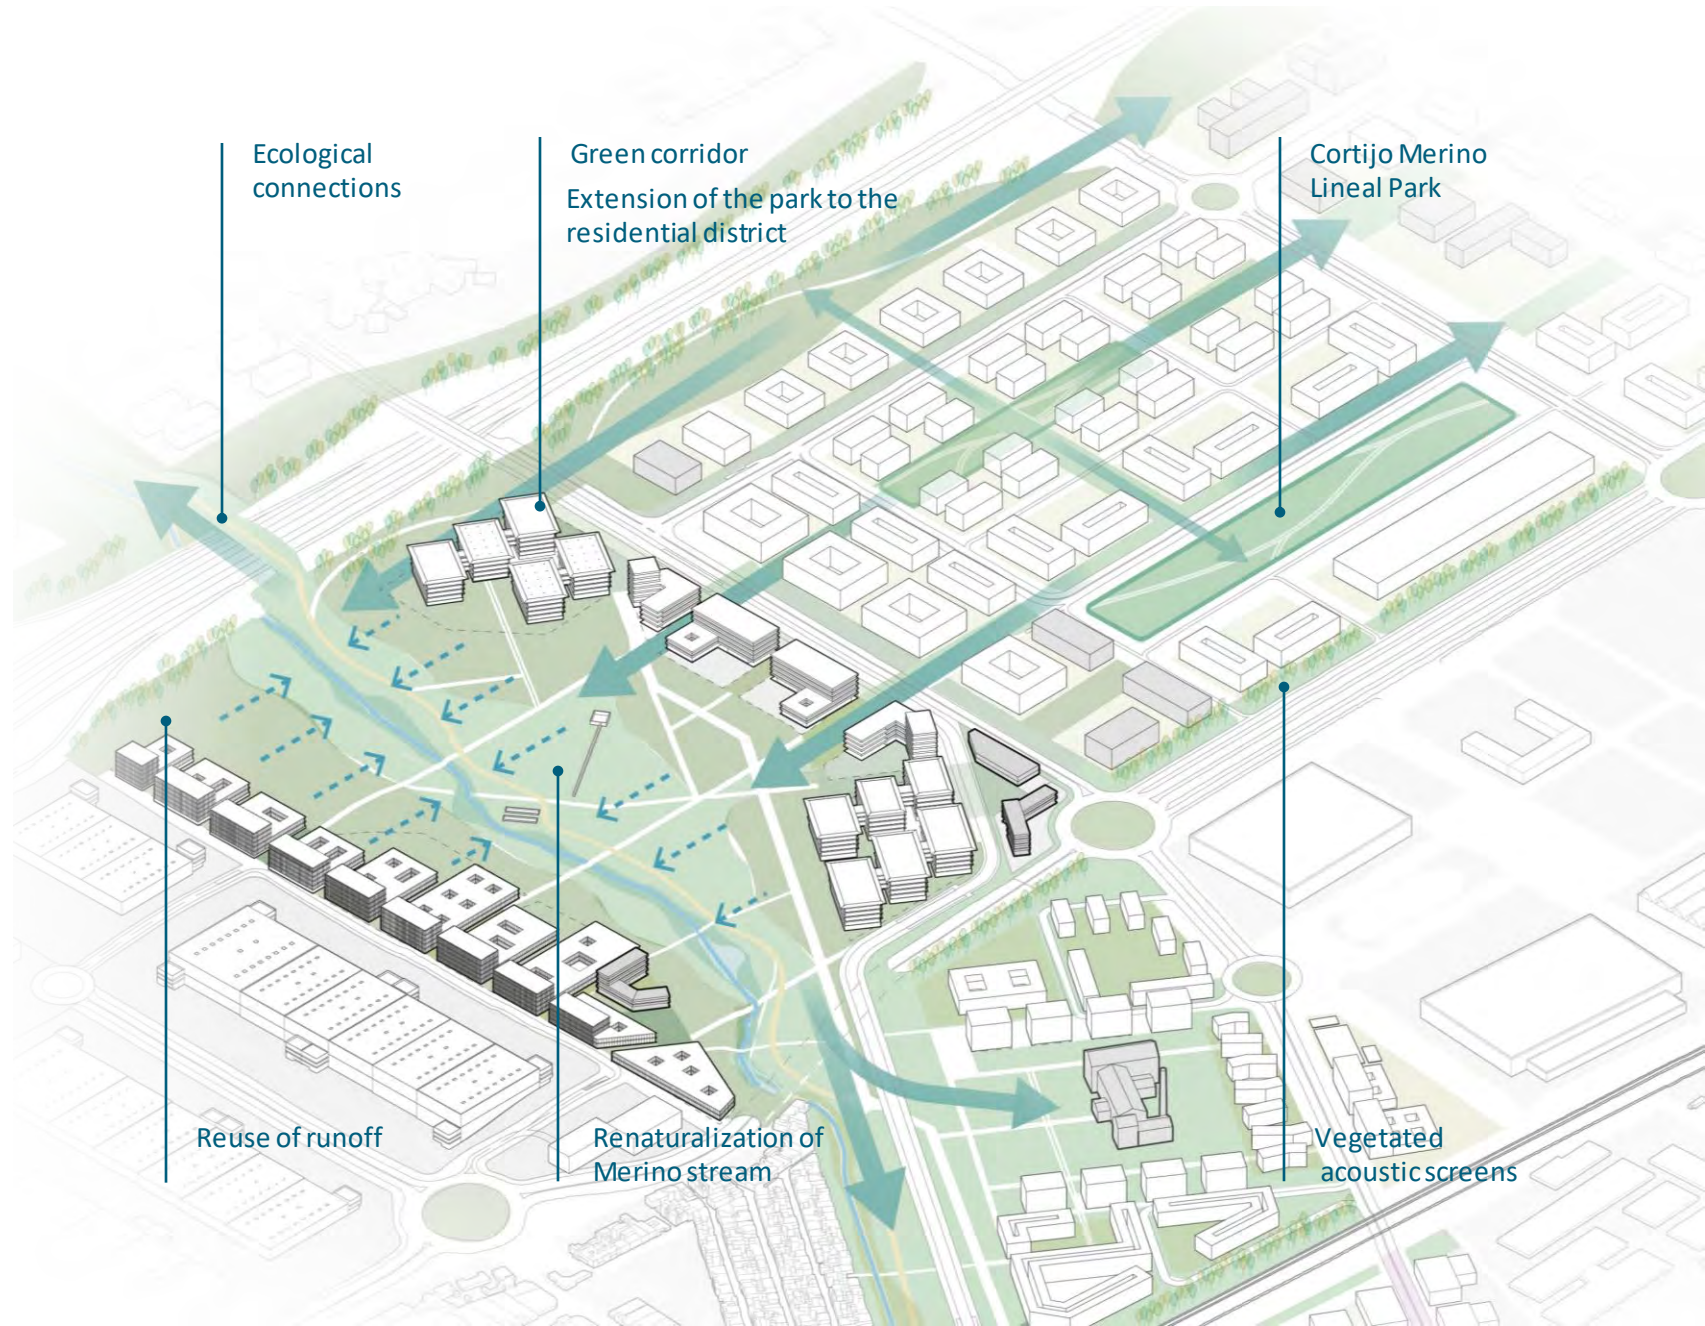 Ecological
connections
Green corridor
Extension of the park to the
residential district
Cortijo Merino
Lineal Park
Reuse of runoff
Renaturalization of
Merino stream
Vegetated
acoustic screens